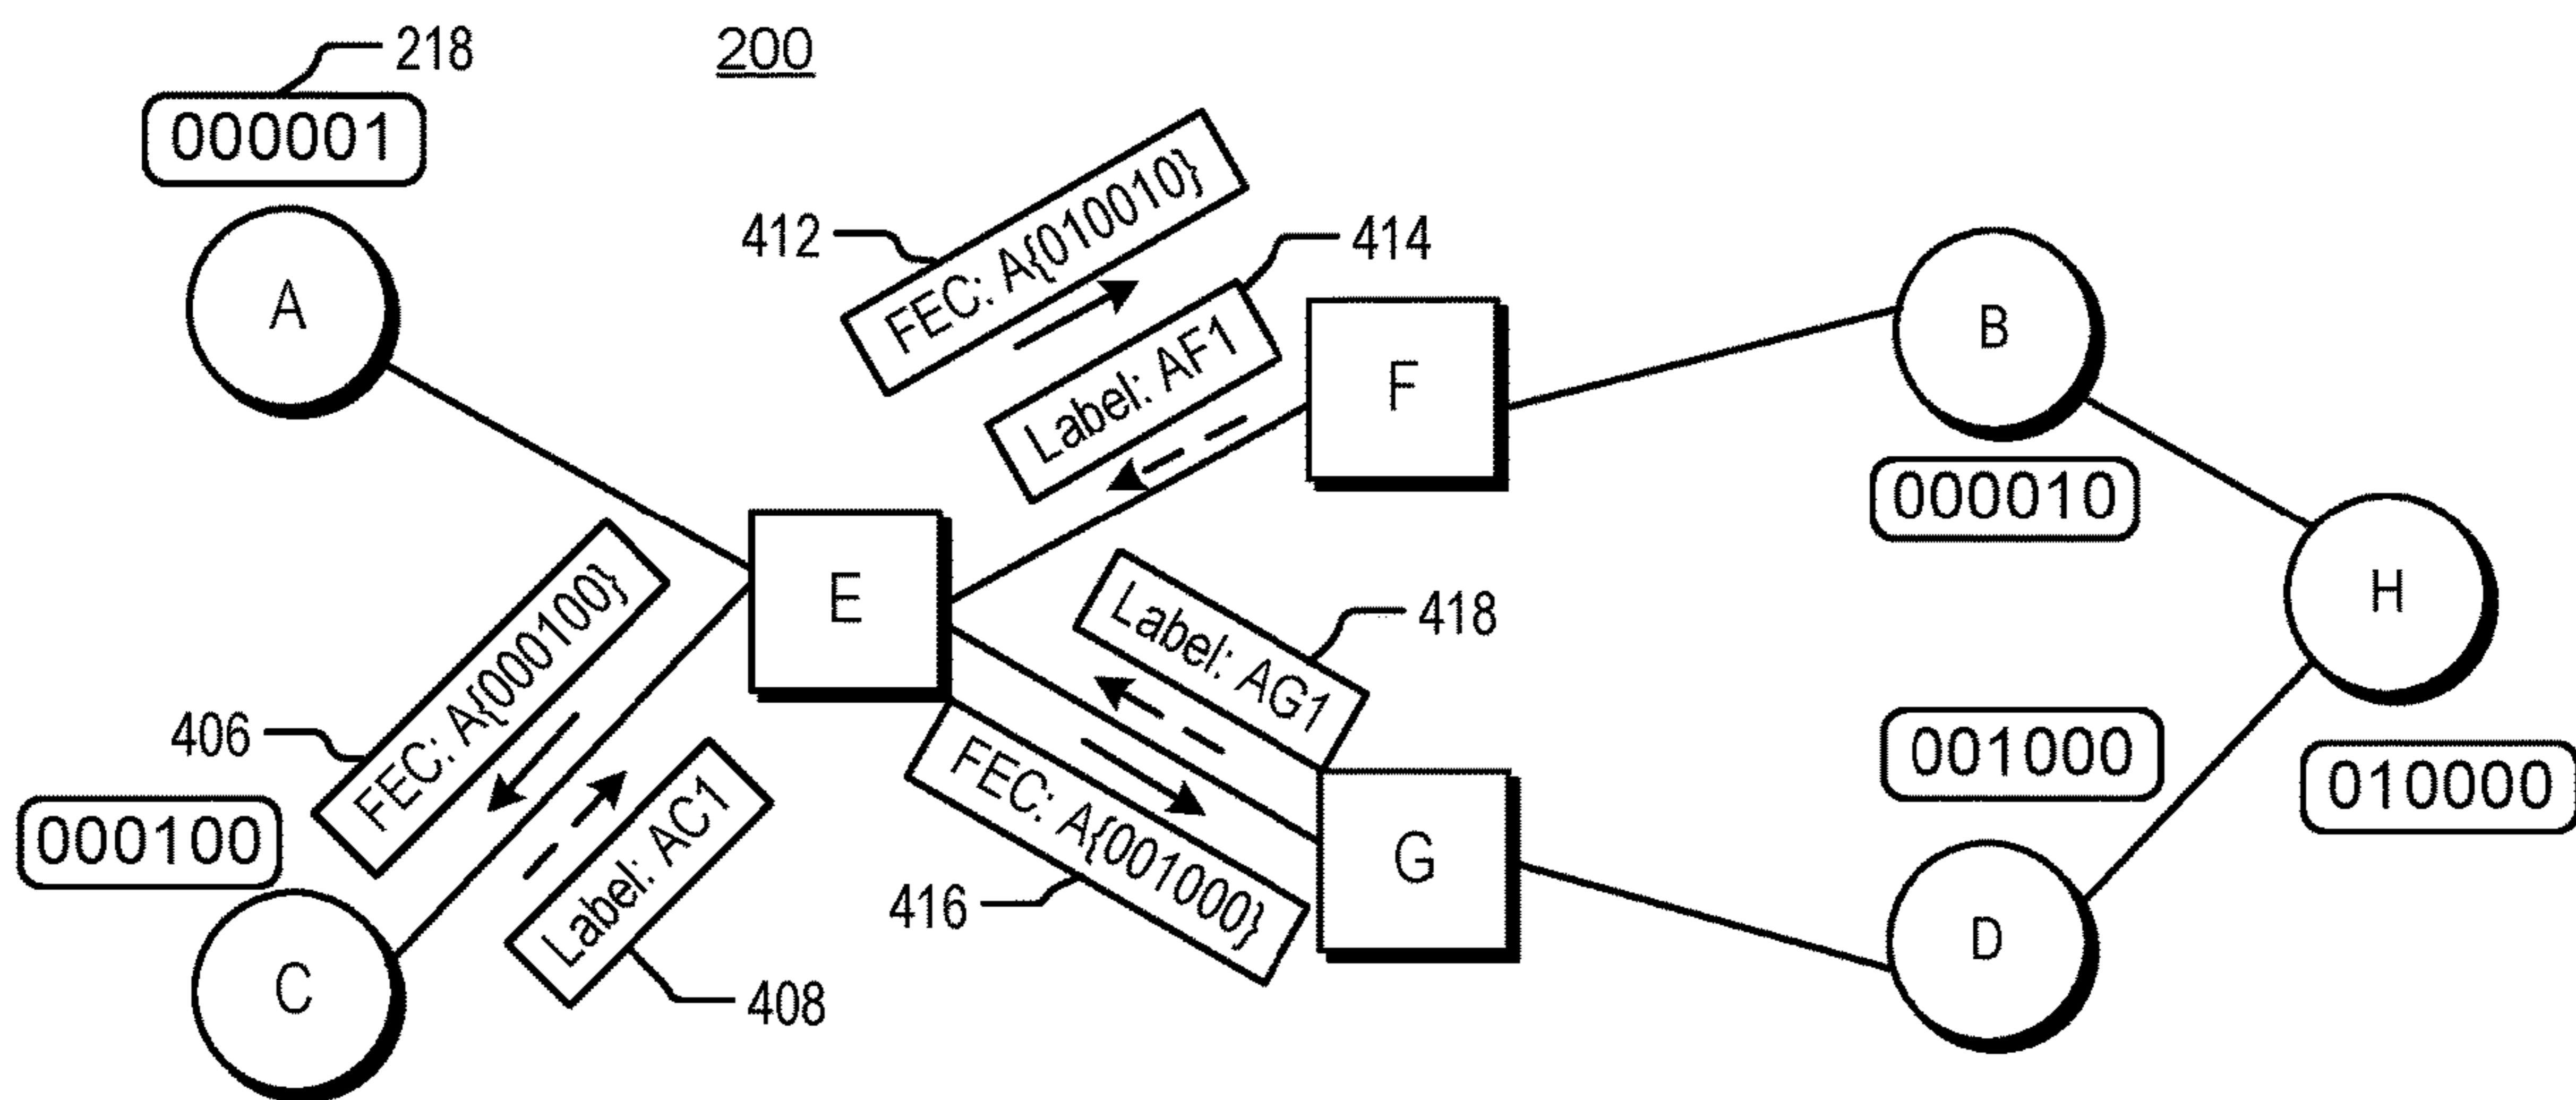 200
218
000001
A
412
FEC: A{010010}
414
Label: AF1
F
B
000010
H
010000
E
406
FEC: A{000100}
000100
C
Label: AC1
408
Label: AG1
418
FEC: A{001000}
416
G
001000
D